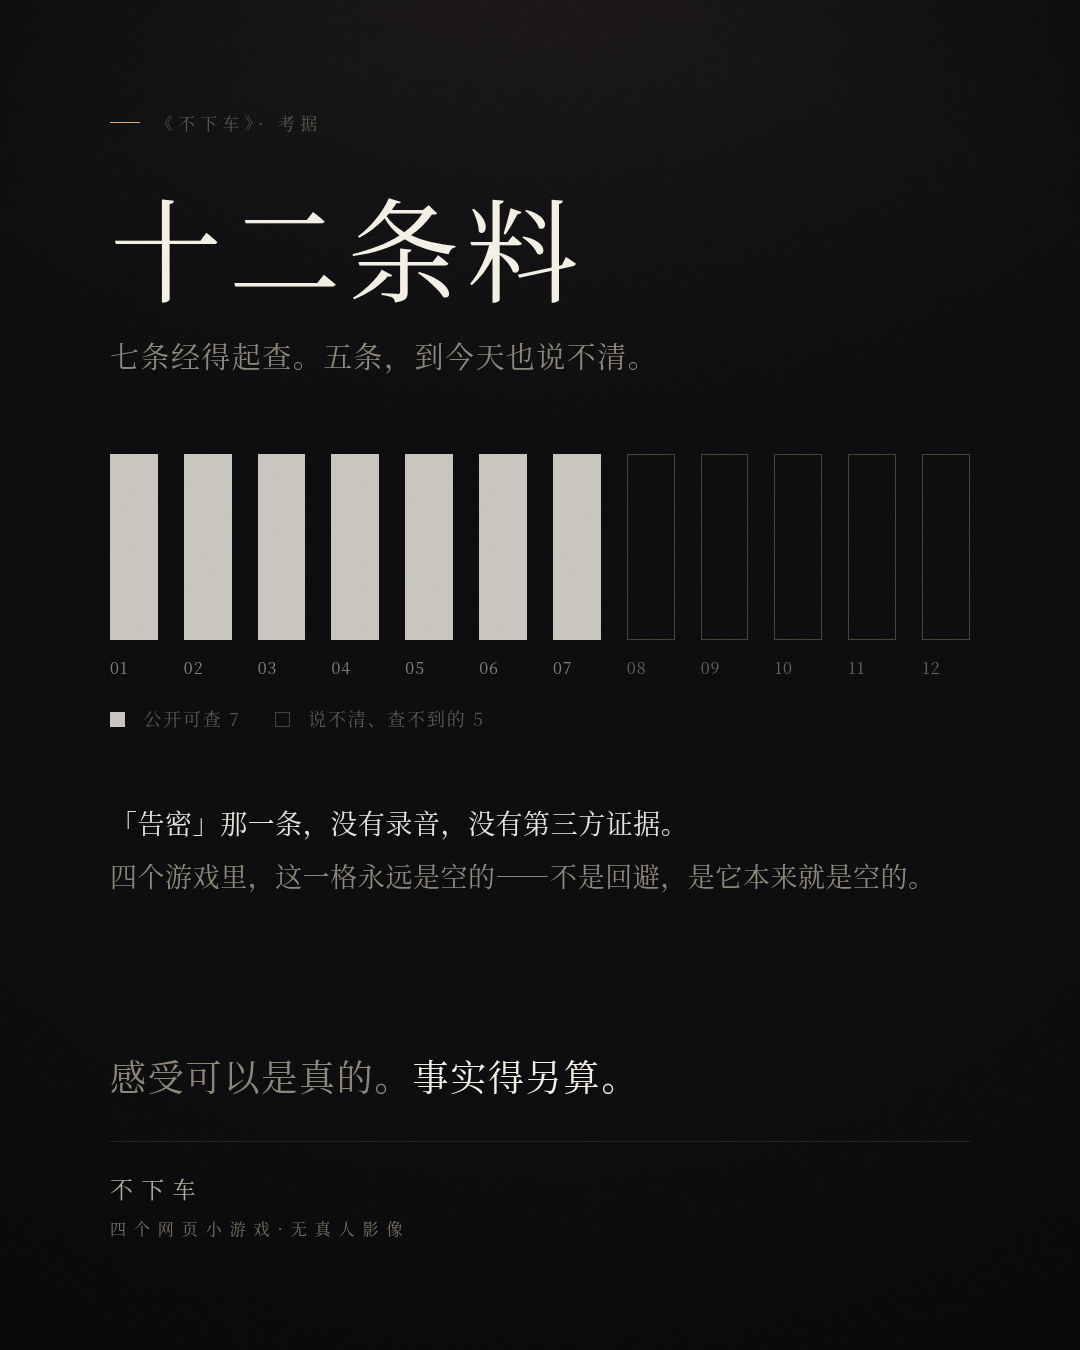 《不下车》· 考据
十二条料
七条经得起查。五条，到今天也说不清。
01 02 03 04 05 06 07 08 09 10 11 12
公开可查 7 说不清、查不到的 5
「告密」那一条，没有录音，没有第三方证据。
四个游戏里，这一格永远是空的——不是回避，是它本来就是空的。
感受可以是真的。事实得另算。
不下车
四个网页小游戏·无真人影像